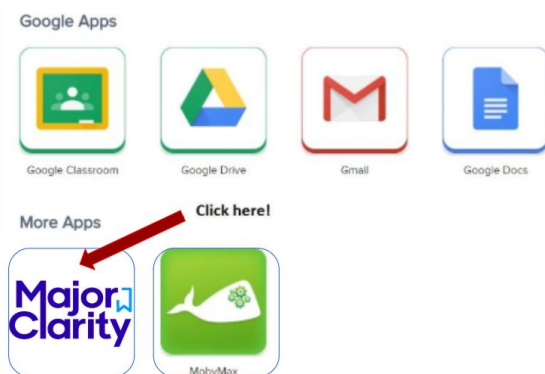 Google Apps
Google Classroom
Google Drive
Gmail
Google Docs
More Apps
Click here!
Major
Clarity
MobyMax